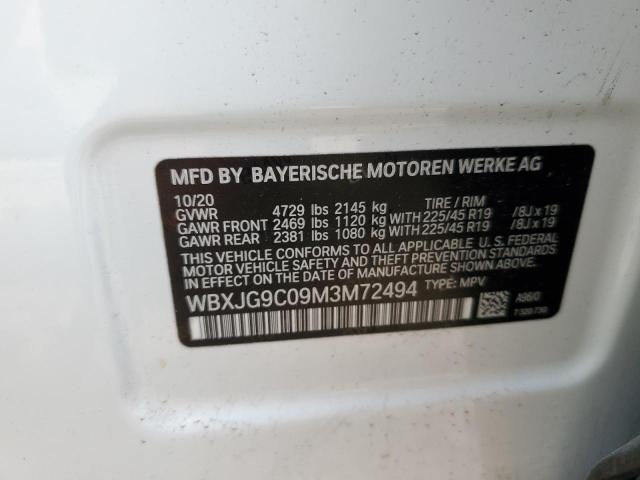 MFD BY BAYERISCHE MOTOREN WERKE AG
10/20 TIRE / RIM
GVWR 4729 lbs 2145 kg
GAWR FRONT 2469 lbs 1120 kg WITH 225/45 R19 /8J x 19
GAWR REAR 2381 lbs 1080 kg WITH 225/45 R19 /8J x 19
THIS VEHICLE CONFORMS TO ALL APPLICABLE U.S. FEDERAL
MOTOR VEHICLE SAFETY, BUMPER, AND THEFT PREVENTION STANDARDS
IN EFFECT ON THE DATE OF MANUFACTURE SHOWN ABOVE.
WBXJG9C09M3M72494 TYPE: MPV
A96/0